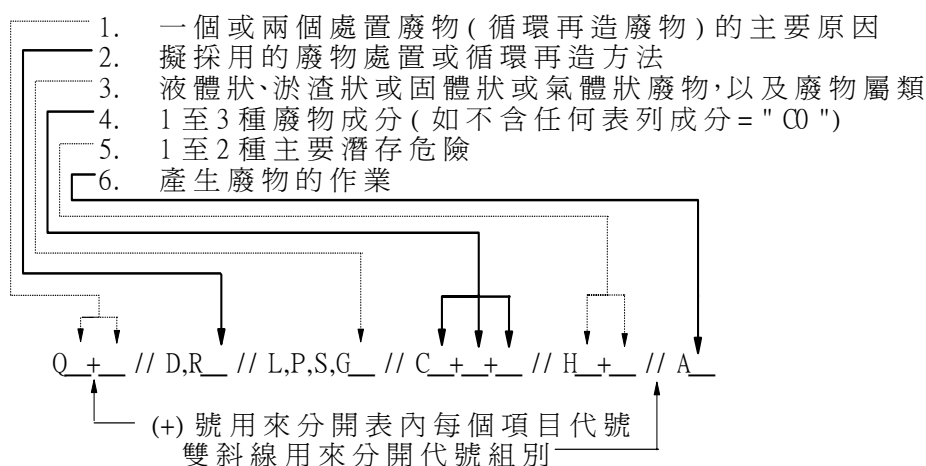 1. 一個或兩個處置廢物(循環再造廢物)的主要原因
2. 擬採用的廢物處置或循環再造方法
3. 液體狀、淤渣狀或固體狀或氣體狀廢物,以及廢物屬類
4. 1至3種廢物成分(如不含任何表列成分="C0")
5. 1至2種主要潛存危險
6. 產生廢物的作業
Q__+__ // D,R__ // L,P,S,G__ // C__+__+__ // H__+__ // A__
(+)號用來分開表內每個項目代號
雙斜線用來分開代號組別